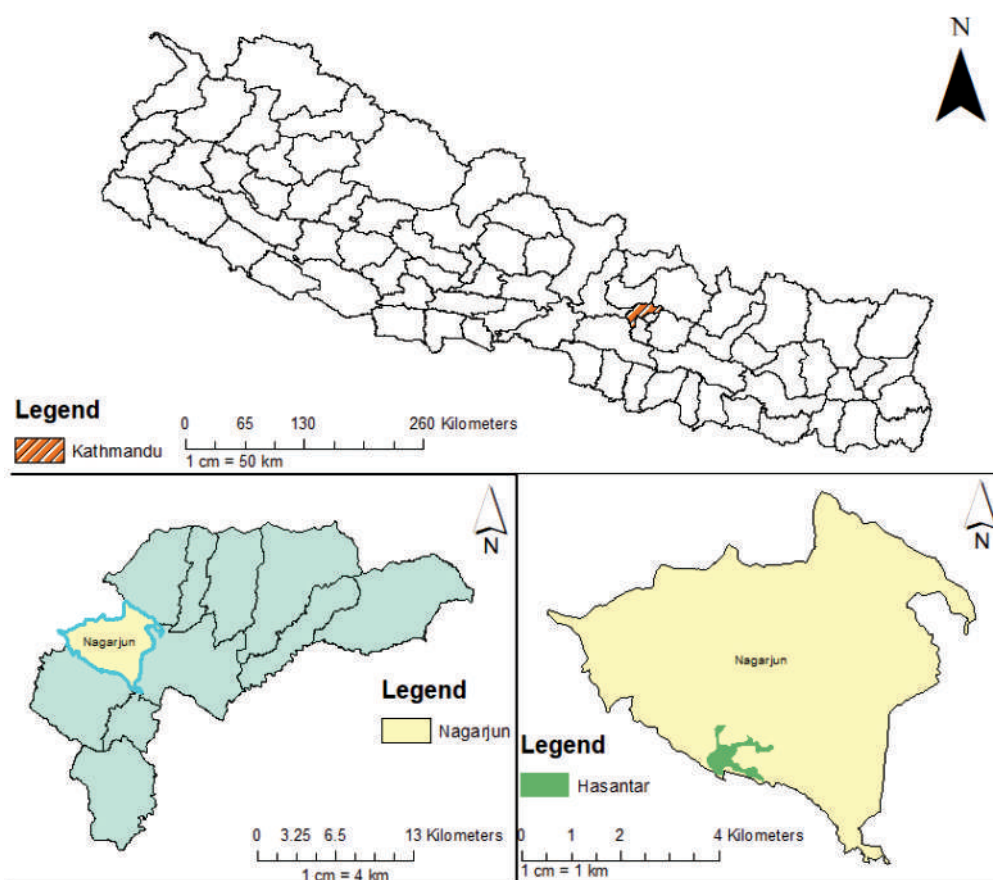 N
Legend
Kathmandu
0 65 130 260 Kilometers
1 cm = 50 km
N
Nagarjun
Legend
Nagarjun
0 3.25 6.5 13 Kilometers
1 cm = 4 km
N
Nagarjun
Legend
Hasantar
0 1 2 4 Kilometers
1 cm = 1 km